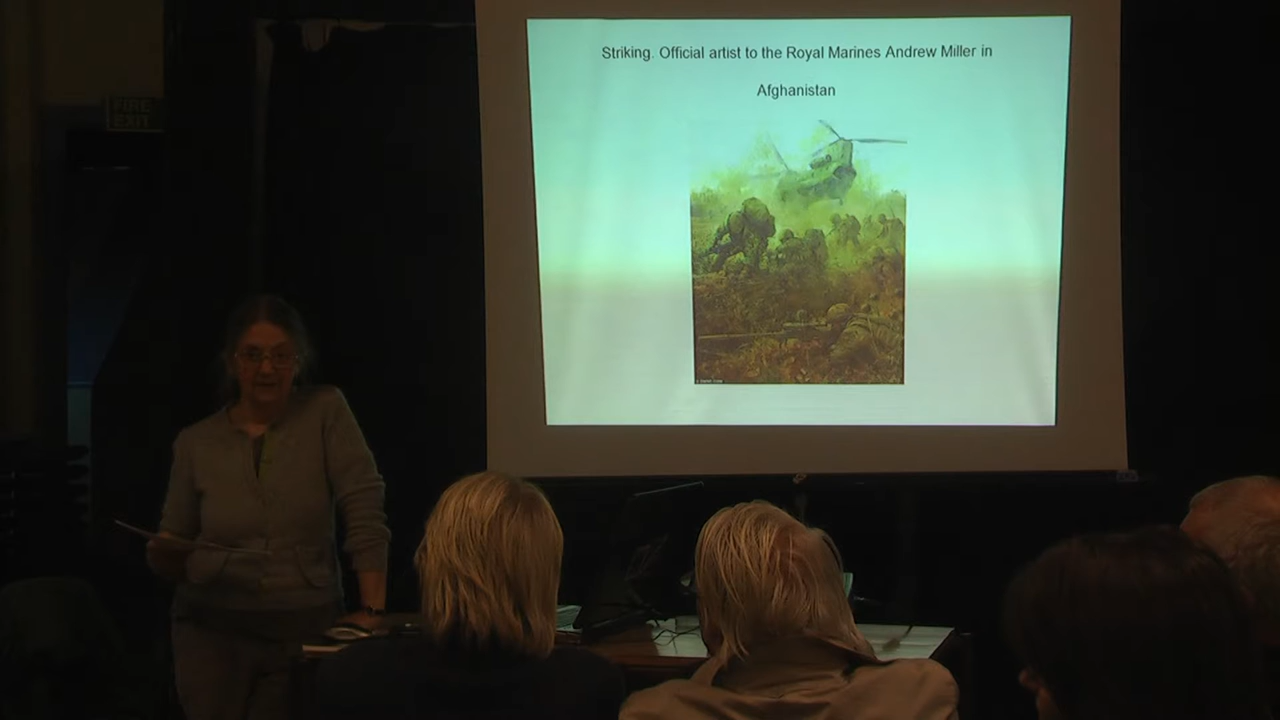 FIRE
EXIT
Striking. Official artist to the Royal Marines Andrew Miller in
Afghanistan